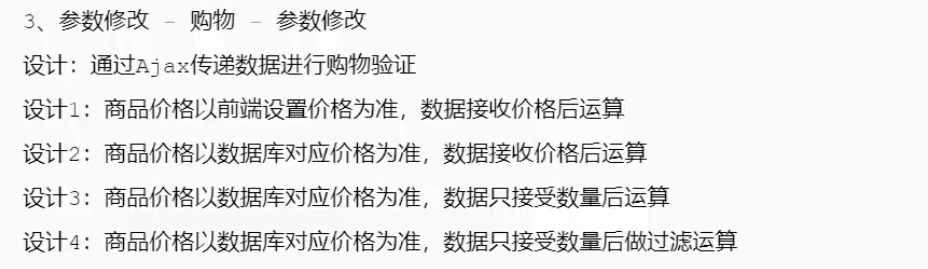 3、参数修改 - 购物 - 参数修改
设计：通过Ajax传递数据进行购物验证
设计1：商品价格以前端设置价格为准，数据接收价格后运算
设计2：商品价格以数据库对应价格为准，数据接收价格后运算
设计3：商品价格以数据库对应价格为准，数据只接受数量后运算
设计4：商品价格以数据库对应价格为准，数据只接受数量后做过滤运算